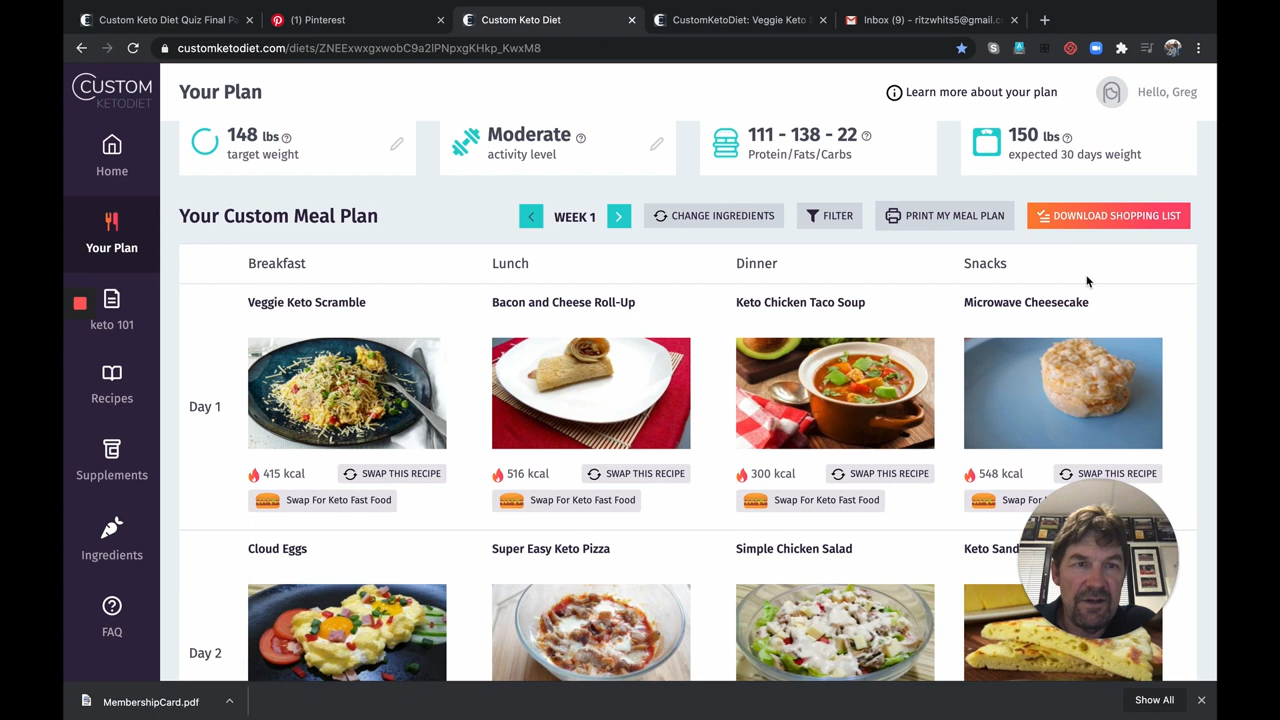 Custom Keto Diet Quiz Final Pa
(1) Pinterest
Custom Keto Diet
CustomKetoDiet: Veggie Keto
Inbox (9) - ritzwhits5@gmail.c
customketodiet.com/diets/ZNEExwxgxwobC9a2lPNpxgKHkp_KwxM8
CUSTOM
KETODIET
Your Plan
Learn more about your plan
Hello, Greg
148 lbs
target weight
Moderate
activity level
111 - 138 - 22
Protein/Fats/Carbs
150 lbs
expected 30 days weight
Home
Your Plan
keto 101
Recipes
Supplements
Ingredients
FAQ
Your Custom Meal Plan
WEEK 1
CHANGE INGREDIENTS
FILTER
PRINT MY MEAL PLAN
DOWNLOAD SHOPPING LIST
Breakfast
Lunch
Dinner
Snacks
Veggie Keto Scramble
Bacon and Cheese Roll-Up
Keto Chicken Taco Soup
Microwave Cheesecake
Day 1
415 kcal
SWAP THIS RECIPE
516 kcal
SWAP THIS RECIPE
300 kcal
SWAP THIS RECIPE
548 kcal
SWAP THIS RECIPE
Swap For Keto Fast Food
Swap For Keto Fast Food
Swap For Keto Fast Food
Swap For
Cloud Eggs
Super Easy Keto Pizza
Simple Chicken Salad
Keto Sand
Day 2
MembershipCard.pdf
Show All